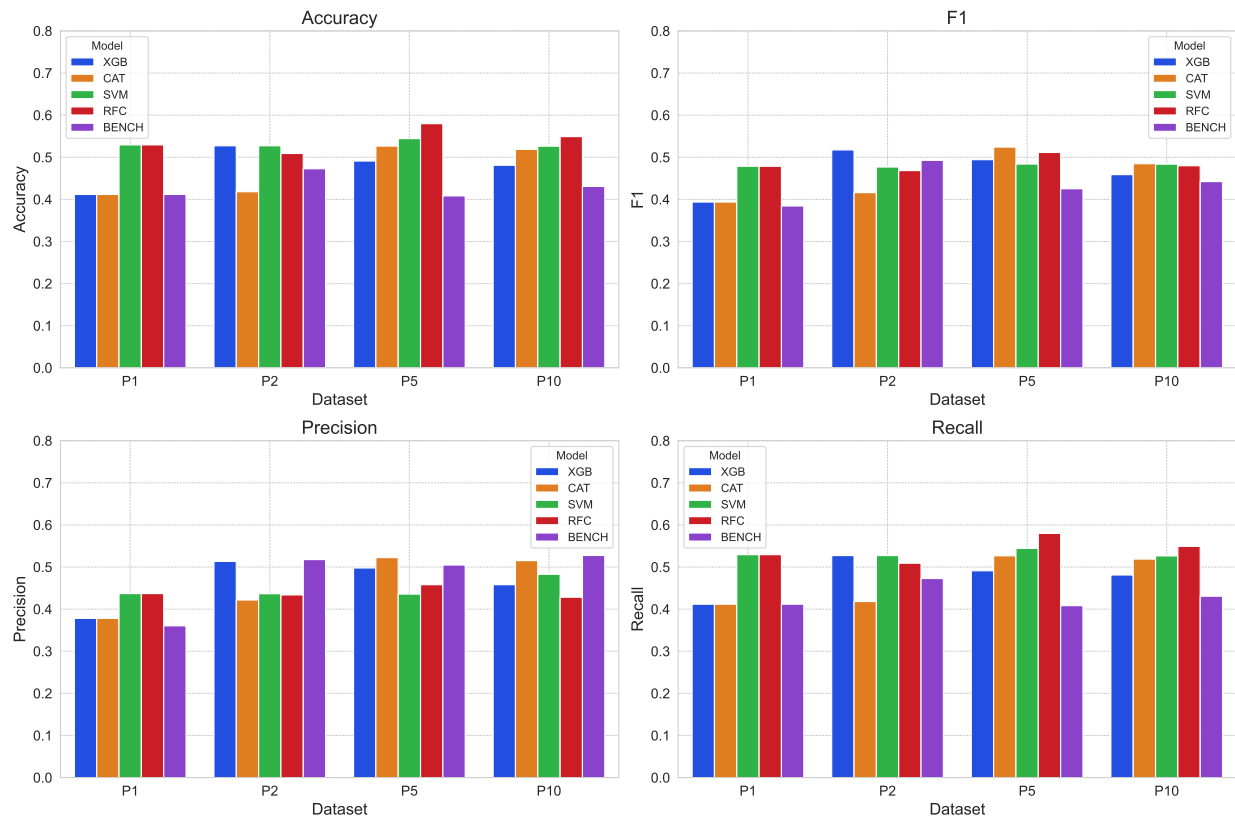 Accuracy
0.8
0.7
0.6
0.5
0.4
0.3
0.2
0.1
0.0
Accuracy
Model
XGB
CAT
SVM
RFC
BENCH
P1 P2 P5 P10
Dataset
F1
0.8
0.7
0.6
0.5
0.4
0.3
0.2
0.1
0.0
F1
Model
XGB
CAT
SVM
RFC
BENCH
P1 P2 P5 P10
Dataset
Precision
0.8
0.7
0.6
0.5
0.4
0.3
0.2
0.1
0.0
Precision
Model
XGB
CAT
SVM
RFC
BENCH
P1 P2 P5 P10
Dataset
Recall
0.8
0.7
0.6
0.5
0.4
0.3
0.2
0.1
0.0
Recall
Model
XGB
CAT
SVM
RFC
BENCH
P1 P2 P5 P10
Dataset